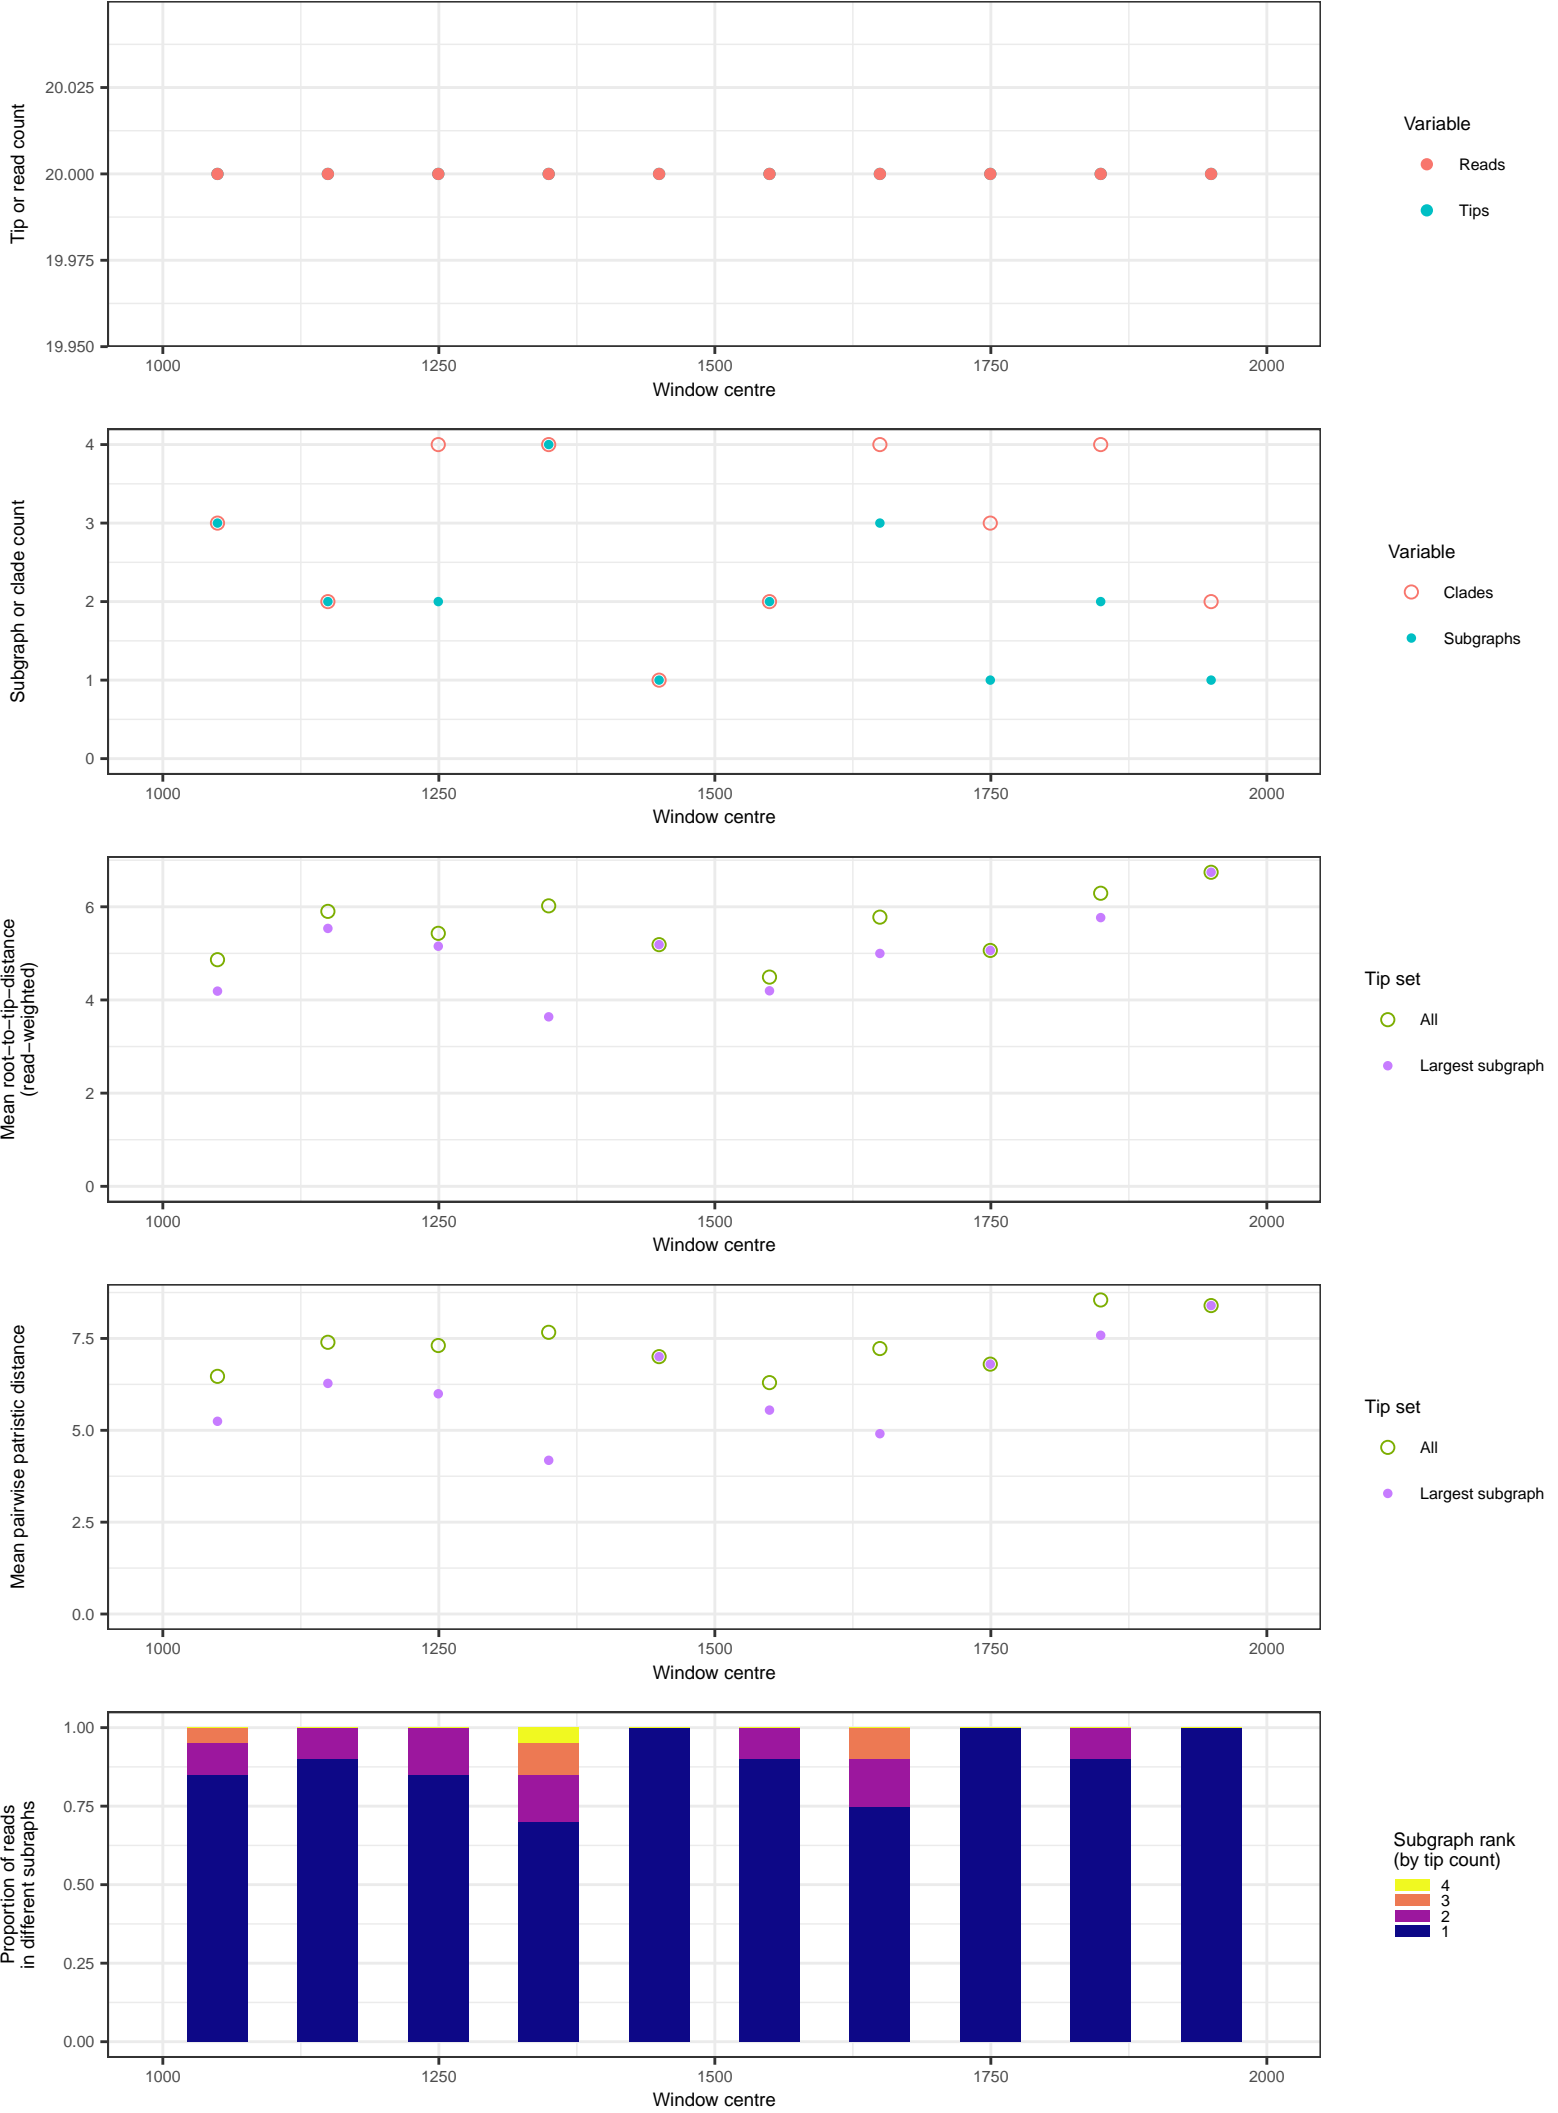 Tip or read count
20.025
20.000
19.975
19.950
1000 1250 1500 1750 2000
Window centre
Variable
Reads
Tips
Subgraph or clade count
4
3
2
1
0
1000 1250 1500 1750 2000
Window centre
Variable
Clades
Subgraphs
Mean root−to−tip−distance
(read−weighted)
6
4
2
0
1000 1250 1500 1750 2000
Window centre
Tip set
All
Largest subgraph
Mean pairwise patristic distance
7.5
5.0
2.5
0.0
1000 1250 1500 1750 2000
Window centre
Tip set
All
Largest subgraph
Proportion of reads
in different subraphs
1.00
0.75
0.50
0.25
0.00
1000 1250 1500 1750 2000
Window centre
Subgraph rank
(by tip count)
4
3
2
1